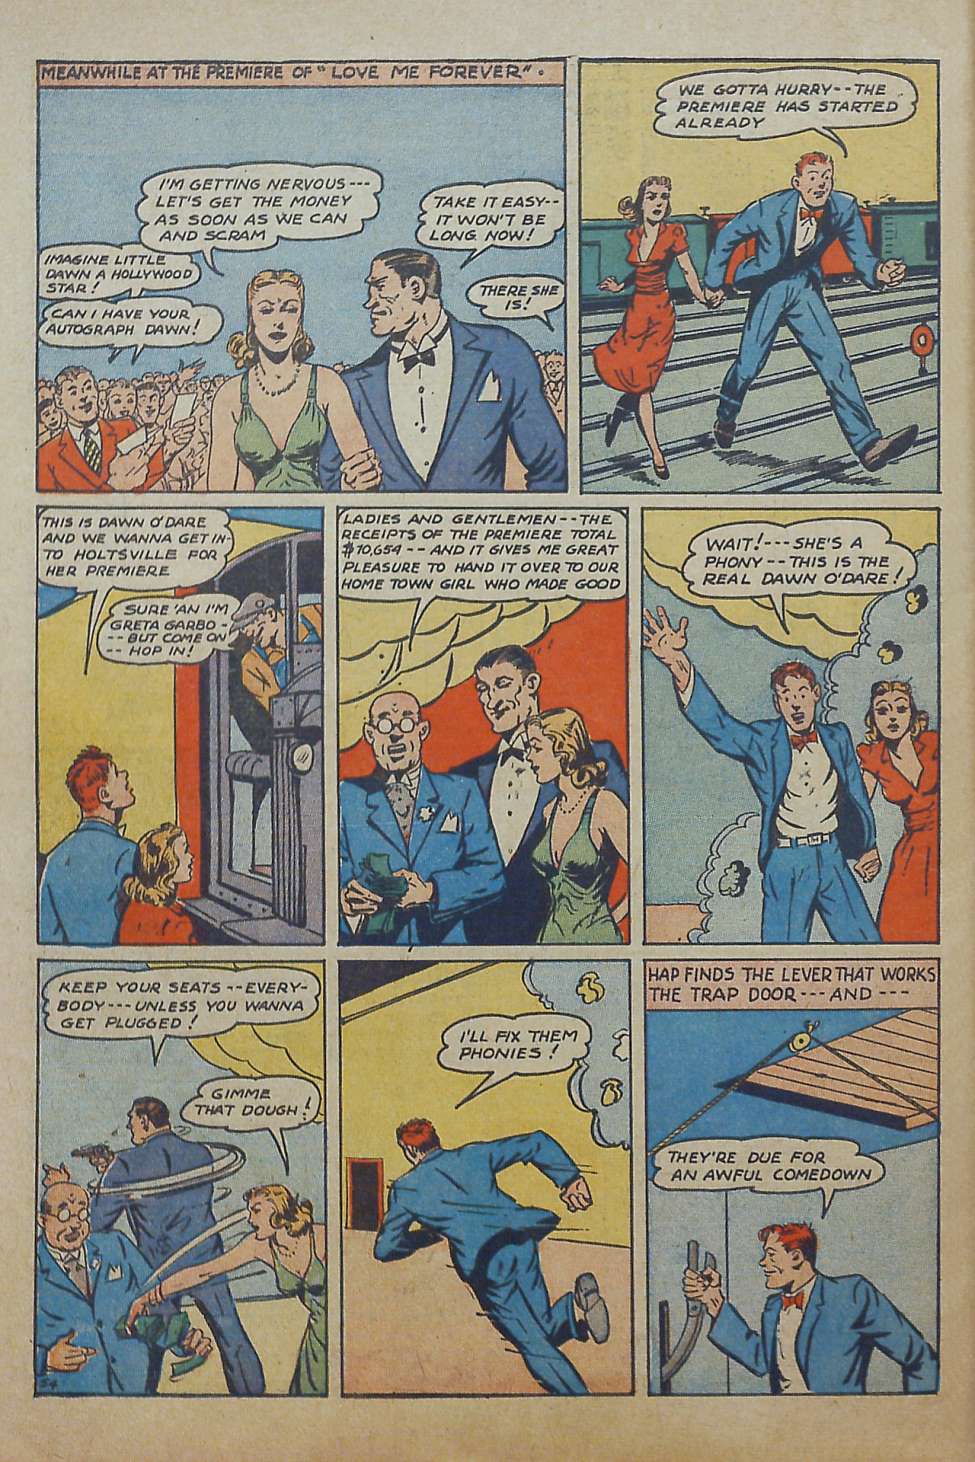 MEANWHILE AT THE PREMIERE OF "LOVE ME FOREVER".
I'M GETTING NERVOUS---
LET'S GET THE MONEY
AS SOON AS WE CAN
AND SCRAM
TAKE IT EASY--
IT WON'T BE
LONG NOW!
IMAGINE LITTLE
DAWN A HOLLYWOOD
STAR!
CAN I HAVE YOUR
AUTOGRAPH DAWN!
THERE SHE
IS!
WE GOTTA HURRY--THE
PREMIERE HAS STARTED
ALREADY
THIS IS DAWN O'DARE
AND WE WANNA GET IN-
TO HOLTSVILLE FOR
HER PREMIERE
SURE 'AN I'M
GRETA GARBO -
--BUT COME ON
-- HOP IN!
LADIES AND GENTLEMEN--THE
RECEIPTS OF THE PREMIERE TOTAL
$10,654 -- AND IT GIVES ME GREAT
PLEASURE TO HAND IT OVER TO OUR
HOME TOWN GIRL WHO MADE GOOD
WAIT!---SHE'S A
PHONY--THIS IS THE
REAL DAWN O'DARE!
KEEP YOUR SEATS--EVERY-
BODY---UNLESS YOU WANNA
GET PLUGGED!
GIMME
THAT DOUGH!
54
I'LL FIX THEM
PHONIES!
HAP FINDS THE LEVER THAT WORKS
THE TRAP DOOR---AND---
THEY'RE DUE FOR
AN AWFUL COMEDOWN